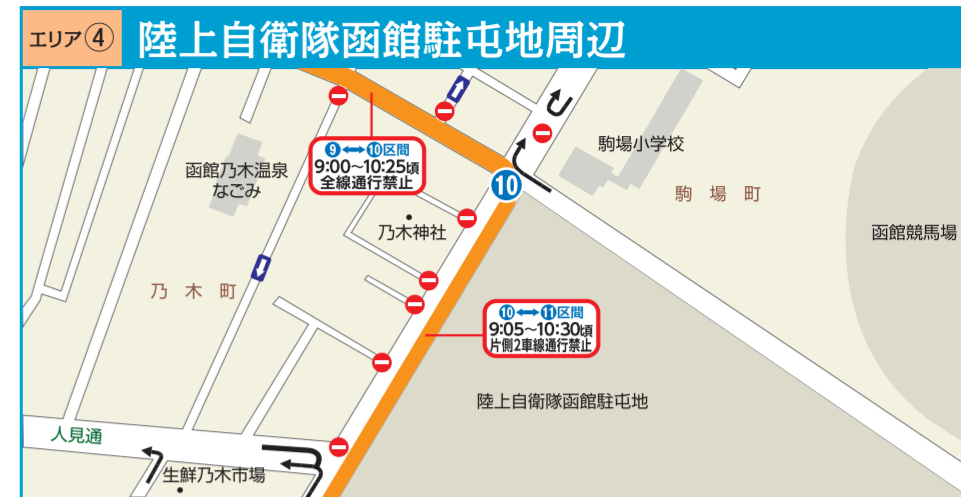 エリア④ 陸上自衛隊函館駐屯地周辺
駒場小学校
⑨⟷⑩区間
9:00～10:25頃
全線通行禁止
函館乃木温泉
なごみ
⑩
駒場町
乃木神社
函館競馬場
乃木町
⑩⟷⑪区間
9:05～10:30頃
片側2車線通行禁止
陸上自衛隊函館駐屯地
人見通
生鮮乃木市場